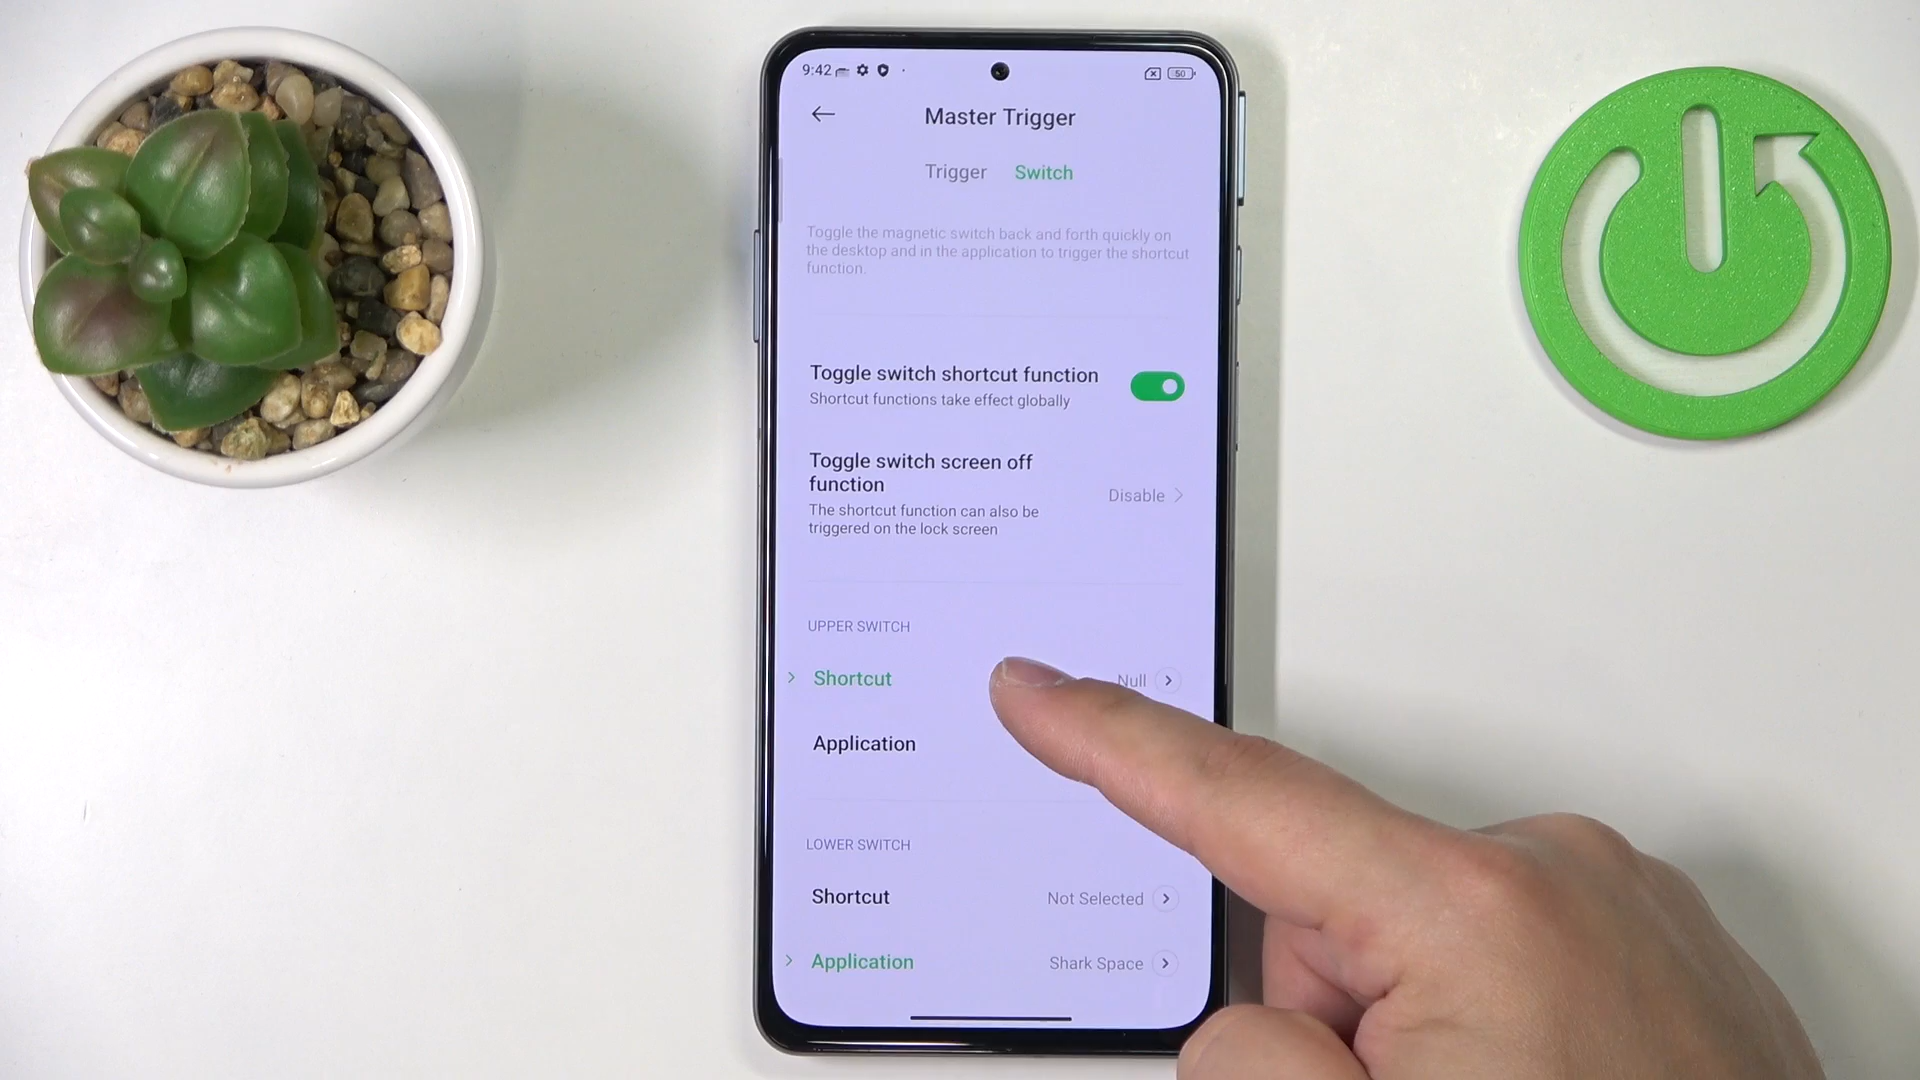 9:42
50
Master Trigger
Trigger Switch
Toggle the magnetic switch back and forth quickly on
the desktop and in the application to trigger the shortcut
function.
Toggle switch shortcut function
Shortcut functions take effect globally
Toggle switch screen off
function
Disable
The shortcut function can also be
triggered on the lock screen
UPPER SWITCH
Shortcut Null
Application
LOWER SWITCH
Shortcut Not Selected
Application Shark Space